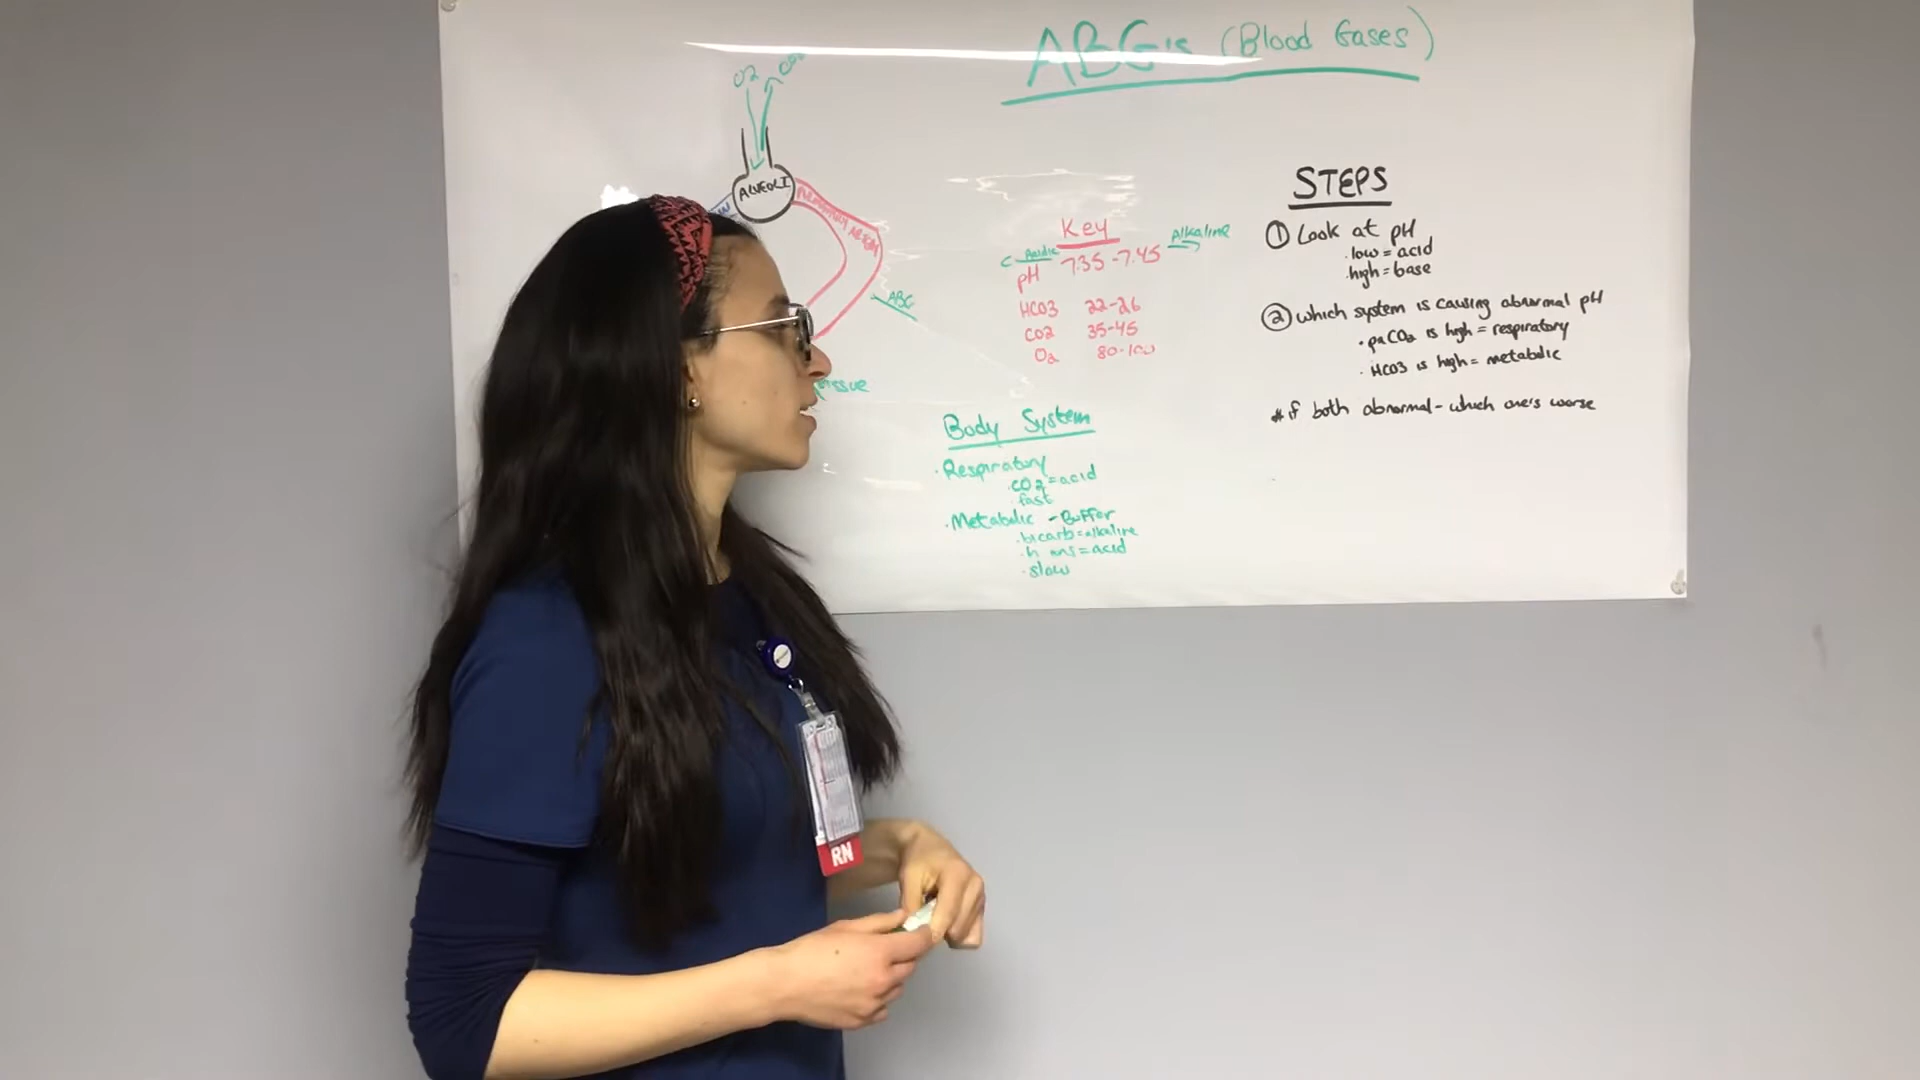 ABG's (Blood Gases)
O2
ALVEOLI
ABG
tissue
Key
Acidic
Alkaline
pH 7.35-7.45
HCO3 22-26
CO2 35-45
O2 80-100
Body System
· Respiratory
· CO2 = acid
· fast
· Metabolic - Buffer
· bicarb = alkaline
· h ions = acid
· slow
STEPS
① Look at pH
· low = acid
· high = base
② which system is causing abnormal pH
· paCO2 is high = respiratory
· HCO3 is high = metabolic
* if both abnormal - which one's worse
RN